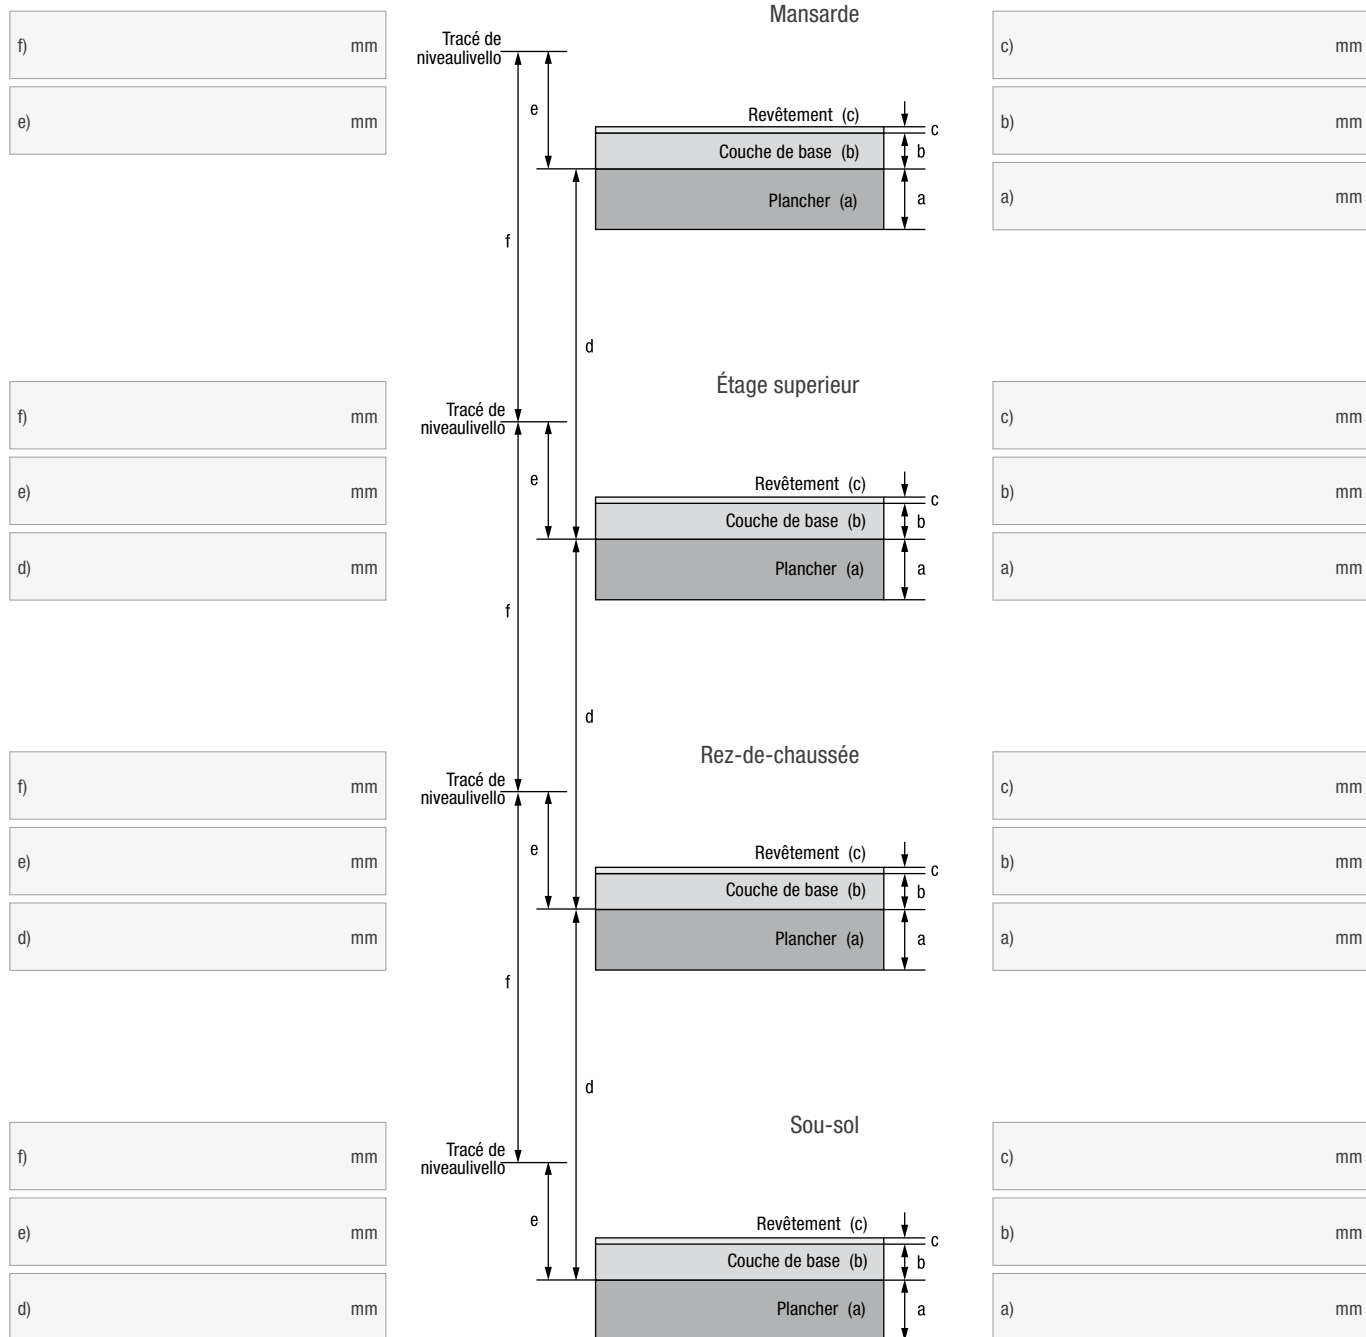 Mansarde
f) mm
Tracé de
niveaulivello
c) mm
e) mm
e
Revêtement (c)
c
b) mm
Couche de base (b)
b
Plancher (a)
a
a) mm
f
d
Étage superieur
f) mm
Tracé de
niveaulivello
c) mm
e) mm
e
Revêtement (c)
c
b) mm
Couche de base (b)
b
d) mm
Plancher (a)
a
a) mm
f
d
Rez-de-chaussée
f) mm
Tracé de
niveaulivello
c) mm
e) mm
e
Revêtement (c)
c
b) mm
Couche de base (b)
b
d) mm
Plancher (a)
a
a) mm
f
d
Sou-sol
f) mm
Tracé de
niveaulivello
c) mm
e) mm
e
Revêtement (c)
c
b) mm
Couche de base (b)
b
d) mm
Plancher (a)
a
a) mm